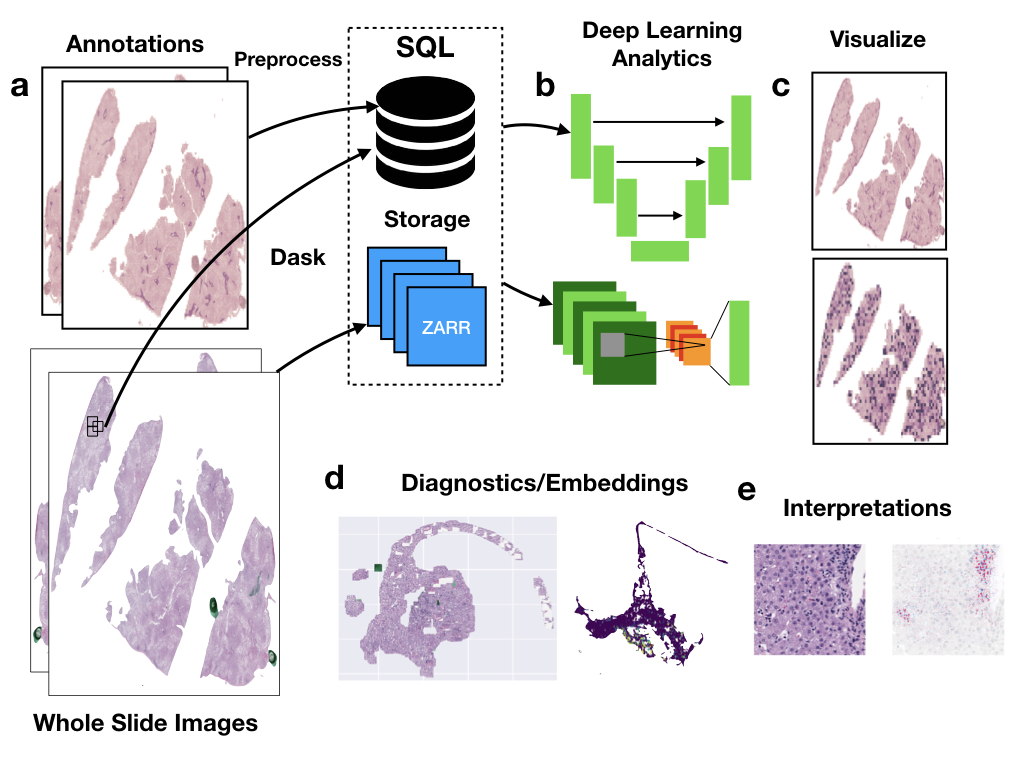 Annotations
Preprocess
SQL
Deep Learning
Analytics
Visualize
a
b
c
Storage
Dask
ZARR
d
Diagnostics/Embeddings
e
Interpretations
Whole Slide Images